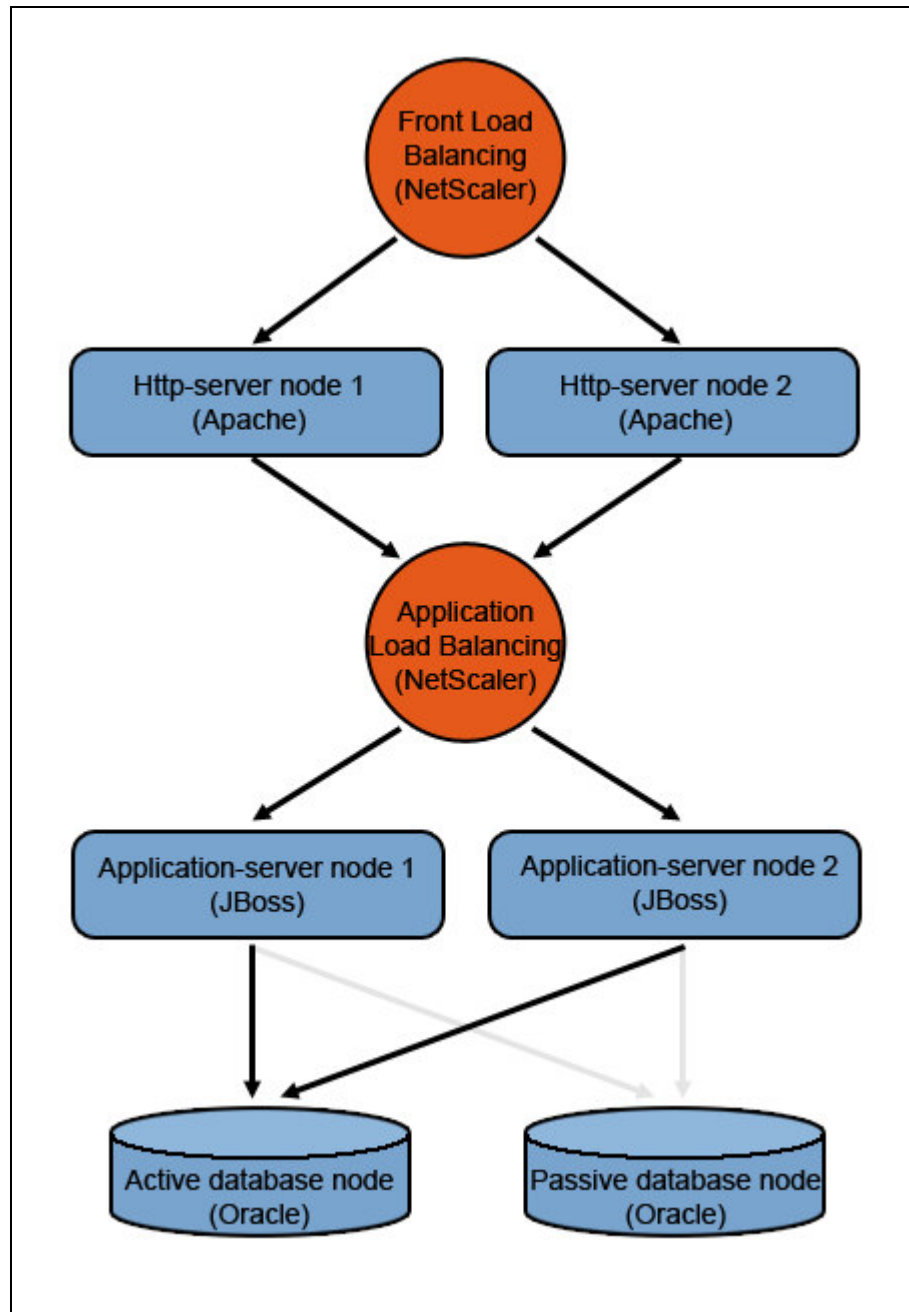 Front Load
Balancing
(NetScaler)
Http-server node 1
(Apache)
Http-server node 2
(Apache)
Application
Load Balancing
(NetScaler)
Application-server node 1
(JBoss)
Application-server node 2
(JBoss)
Active database node
(Oracle)
Passive database node
(Oracle)